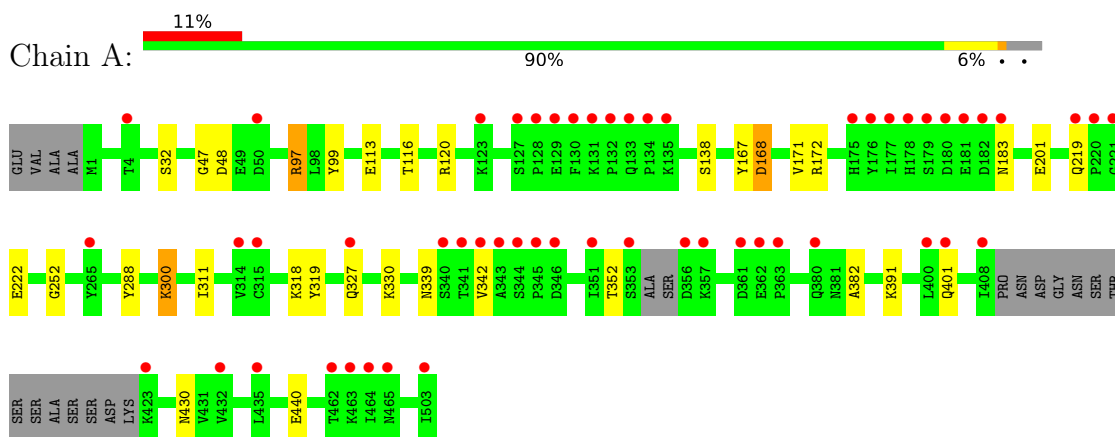 11%
Chain A:
90% 6% • •
GLU VAL ALA ALA M1 T4 S32 G47 D48 E49 D50 R97 L98 Y99 E113 T116 R120 K123 S127 P128 E129 F130 K131 P132 Q133 P134 K135 S138 Y167 D168 V171 R172 H175 Y176 I177 H178 S179 D180 E181 D182 N183 E201 Q219 P220 G221
E222 G252 Y265 Y288 K300 I311 V314 C315 K318 Y319 Q327 K330 N339 S340 T341 V342 A343 S344 P345 D346 I351 T352 S353 ALA SER D356 K357 D361 E362 P363 Q380 N381 A382 K391 L400 Q401 I408 PRO ASN ASP GLY ASN SER TYR
SER SER ALA SER SER ASP LYS K423 N430 V431 V432 L435 E440 T462 K463 I464 N465 I503